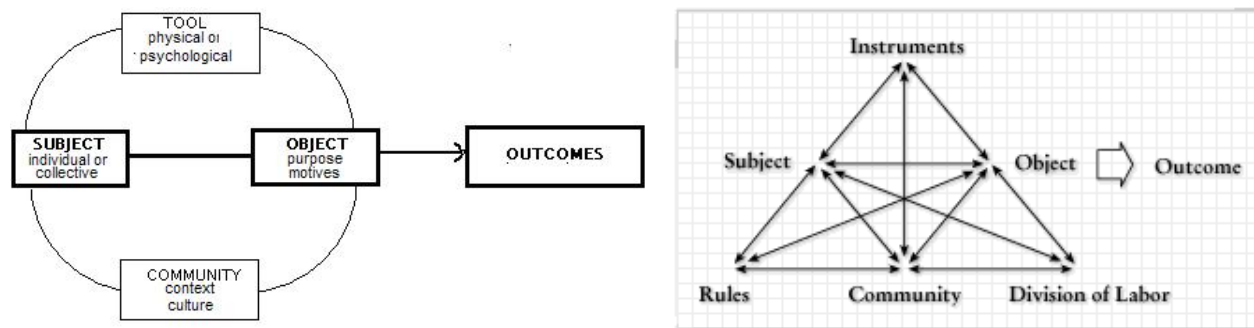 TOOL
physical or
psychological
SUBJECT
individual or
collective
OBJECT
purpose
motives
OUTCOMES
COMMUNITY
context
culture
Instruments
Subject
Object
Outcome
Rules
Community
Division of Labor